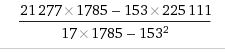 21 277 × 1785 – 153 × 225 111
17 × 1785 – 153²